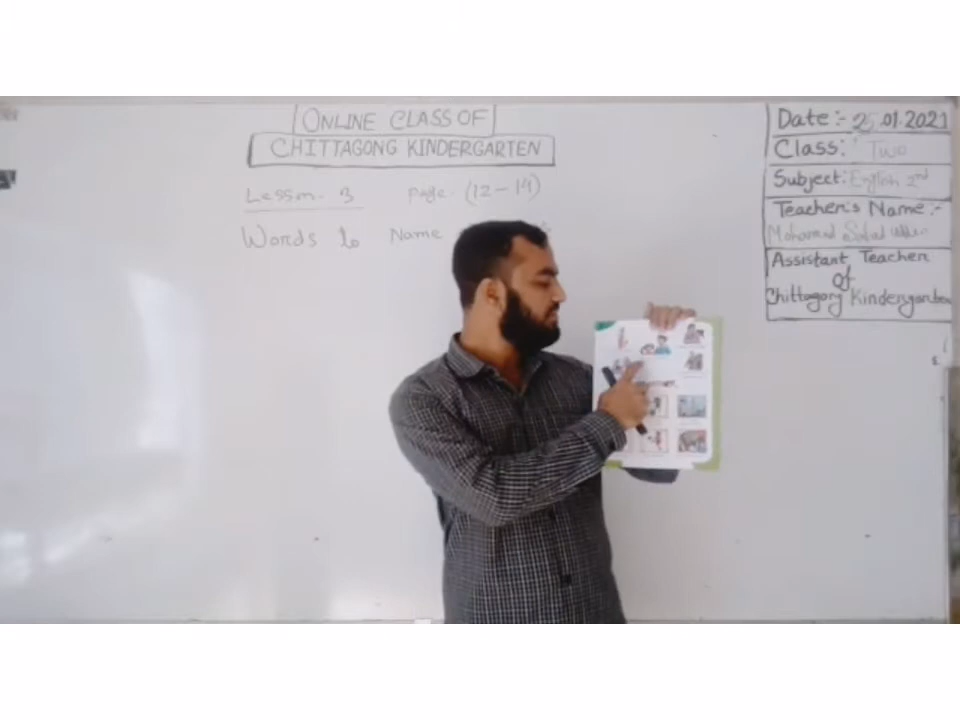 ONLINE CLASS OF
CHITTAGONG KINDERGARTEN
Lesson - 3 Page - (12 - 14)
Words to Name
Date :- 25.01.2021
Class: Two
Subject: English 2nd
Teacher's Name :-
Mohamad
Assistant Teacher
of
Chittagong Kindergarten